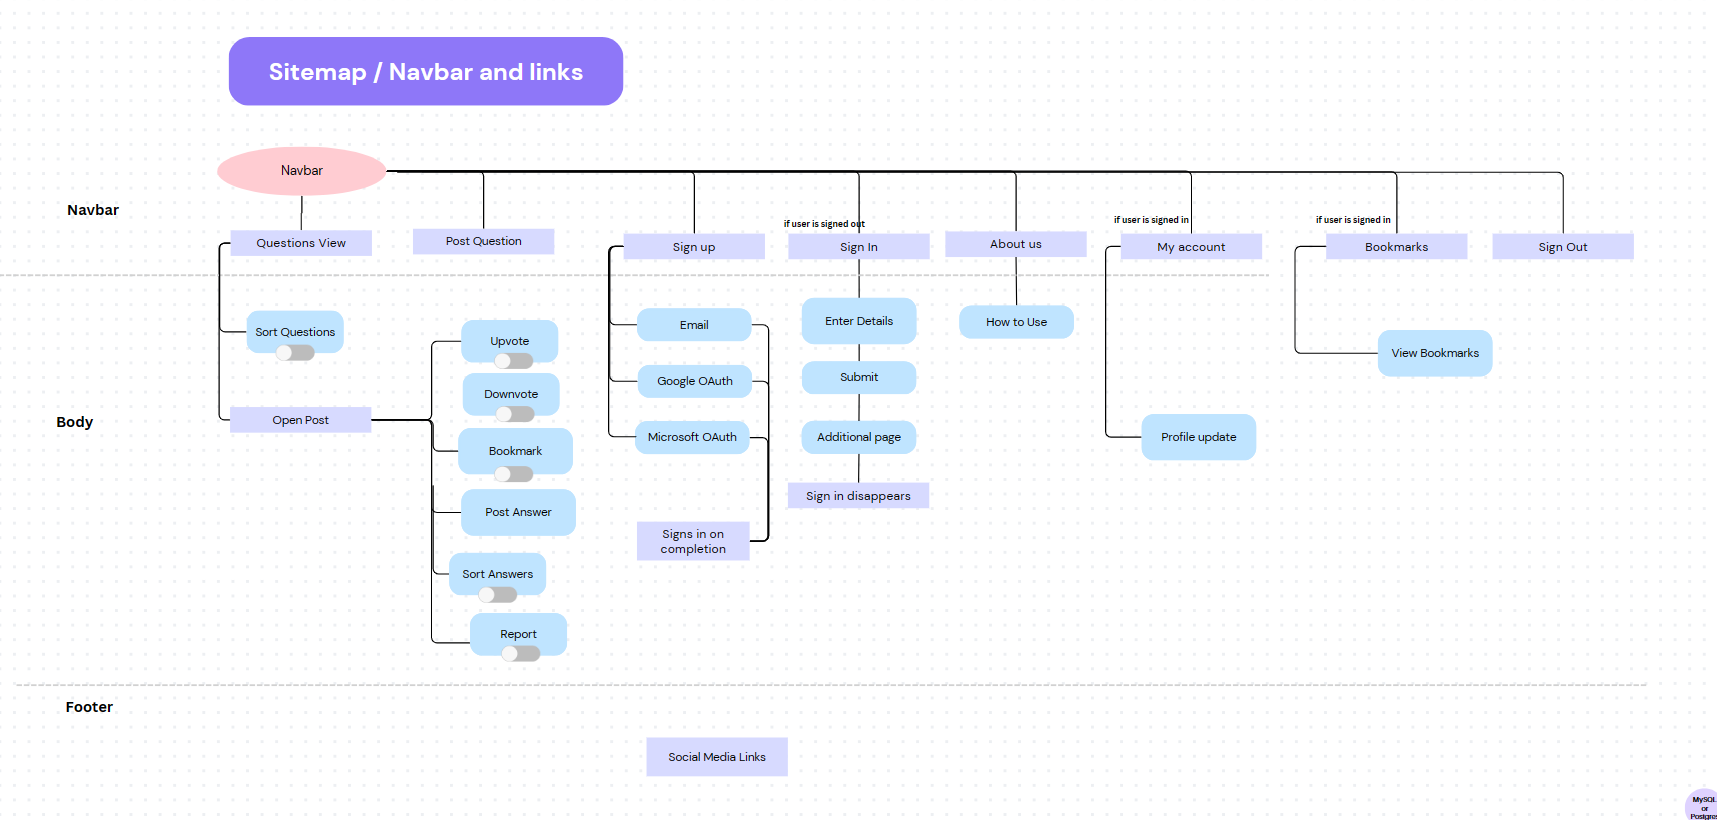 Sitemap / Navbar and links
Navbar
Navbar
if user is signed out
if user is signed in
if user is signed in
Questions View
Post Question
Sign up
Sign In
About us
My account
Bookmarks
Sign Out
Body
Sort Questions
Open Post
Upvote
Downvote
Bookmark
Post Answer
Sort Answers
Report
Email
Google OAuth
Microsoft OAuth
Signs in on
completion
Enter Details
Submit
Additional page
Sign in disappears
How to Use
Profile update
View Bookmarks
Footer
Social Media Links
MySQL
or
Postgres